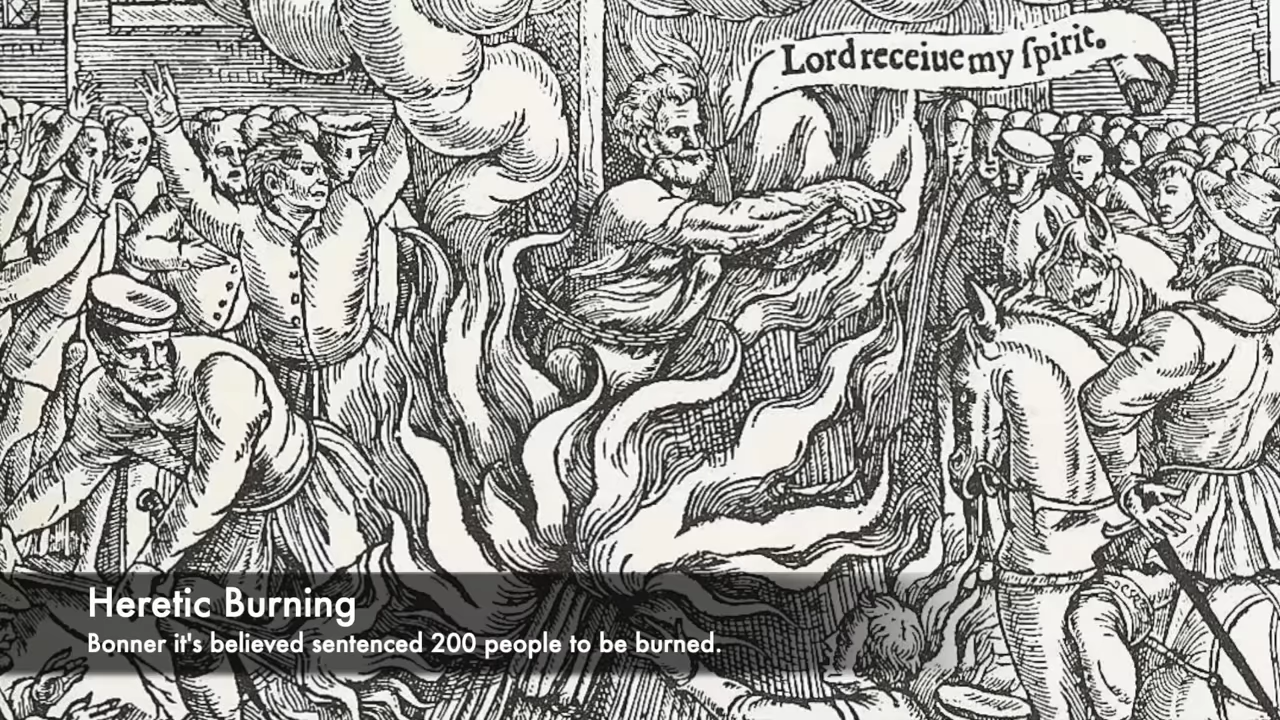 Lord receiue my ſpirit.
Heretic Burning
Bonner it's believed sentenced 200 people to be burned.